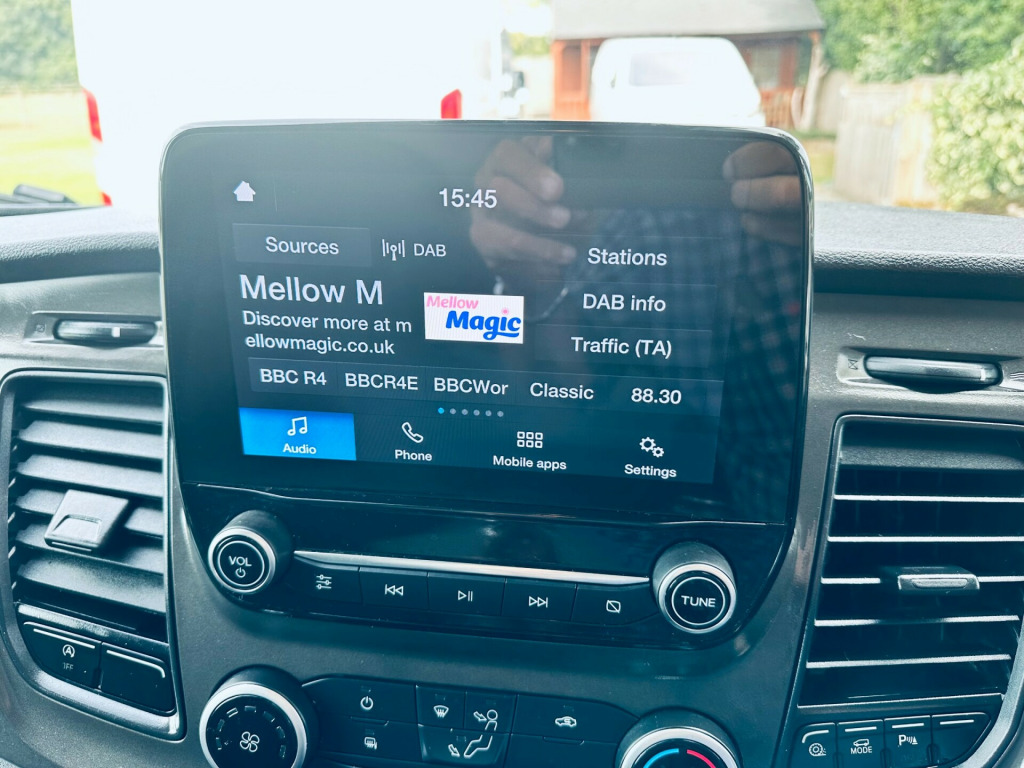 15:45
Sources DAB Stations
Mellow M
Mellow
Magic
DAB info
Discover more at m
ellowmagic.co.uk
Traffic (TA)
BBC R4 BBCR4E BBCWor Classic 88.30
Audio Phone Mobile apps Settings
VOL
TUNE
A
OFF
MODE
P